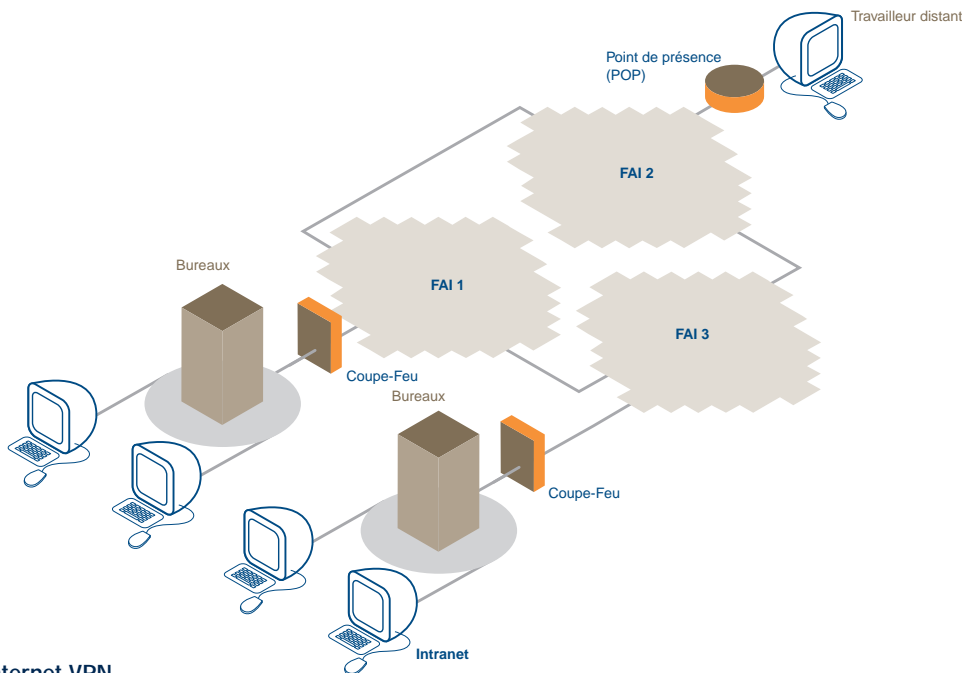 Travailleur distant
Point de présence
(POP)
FAI 2
Bureaux
FAI 1
FAI 3
Coupe-Feu
Bureaux
Coupe-Feu
Intranet
VPN